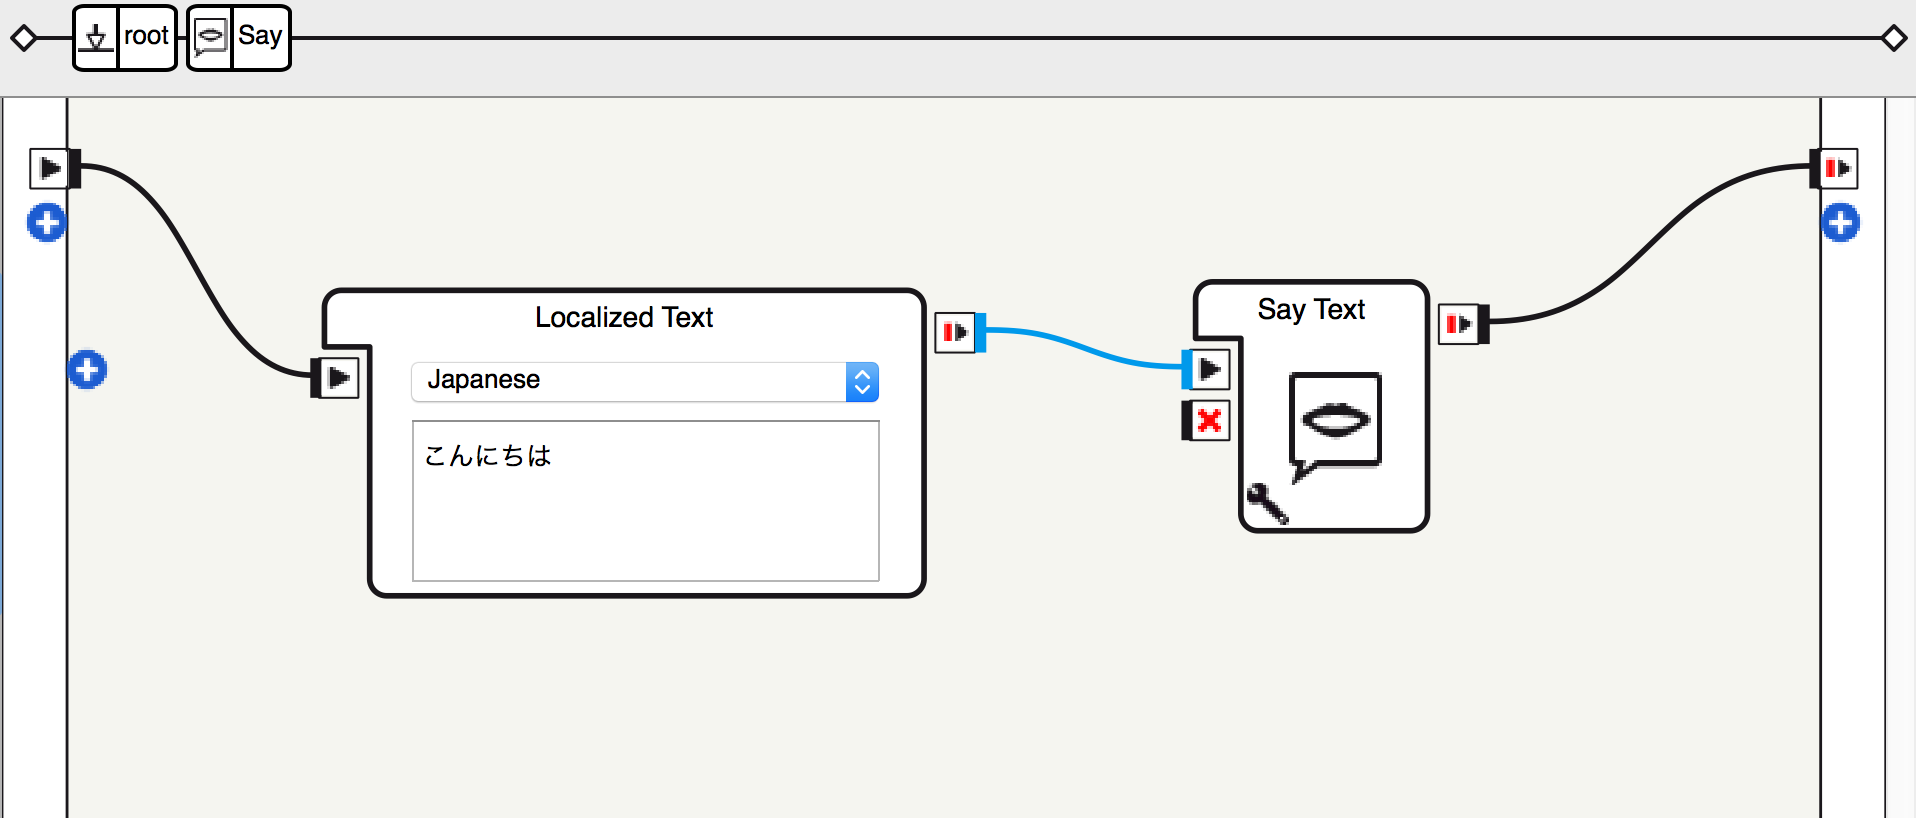 root
Say
Localized Text
Japanese
こんにちは
Say Text